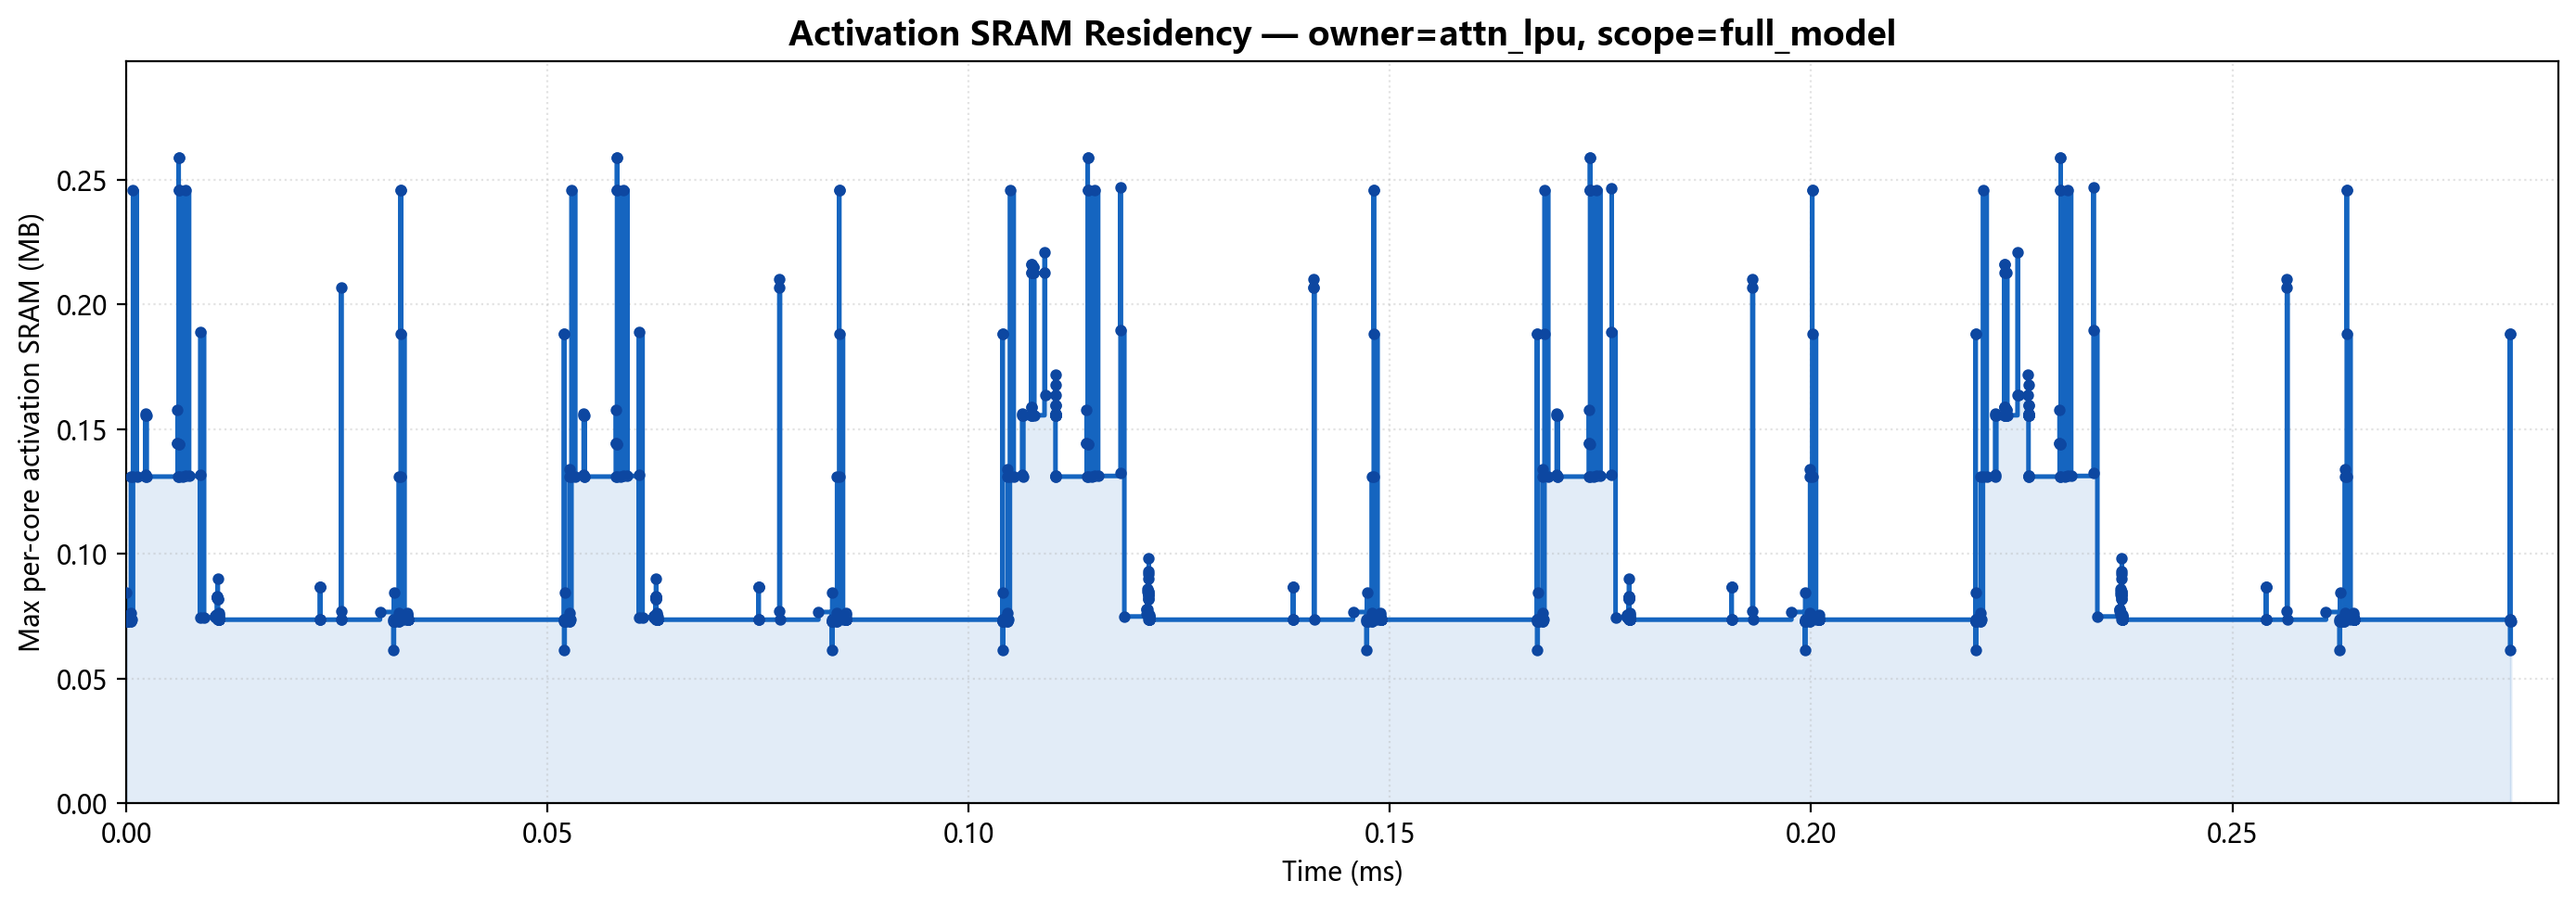 Activation SRAM Residency — owner=attn_lpu, scope=full_model
Max per-core activation SRAM (MB)
0.25
0.20
0.15
0.10
0.05
0.00
0.00 0.05 0.10 0.15 0.20 0.25
Time (ms)